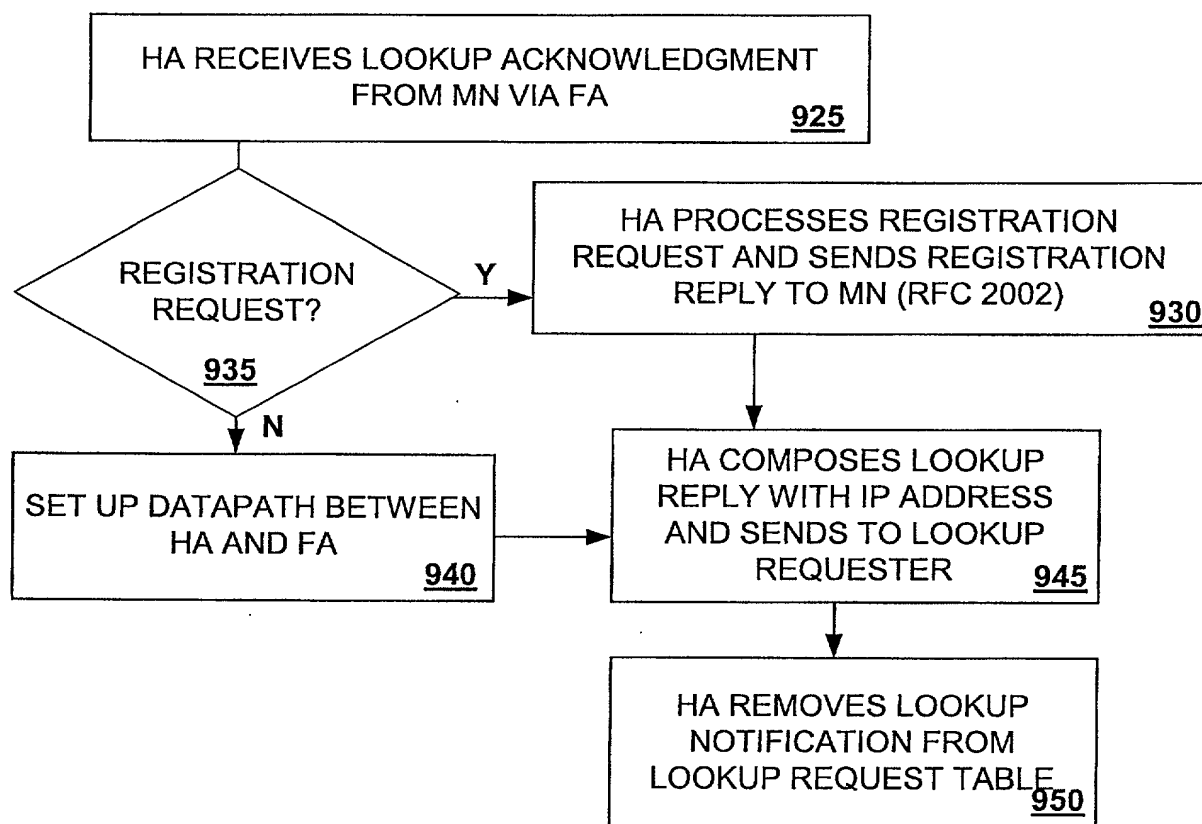 HA RECEIVES LOOKUP ACKNOWLEDGMENT
FROM MN VIA FA
925
REGISTRATION
REQUEST?
935
Y
N
HA PROCESSES REGISTRATION
REQUEST AND SENDS REGISTRATION
REPLY TO MN (RFC 2002)
930
SET UP DATAPATH BETWEEN
HA AND FA
940
HA COMPOSES LOOKUP
REPLY WITH IP ADDRESS
AND SENDS TO LOOKUP
REQUESTER
945
HA REMOVES LOOKUP
NOTIFICATION FROM
LOOKUP REQUEST TABLE
950